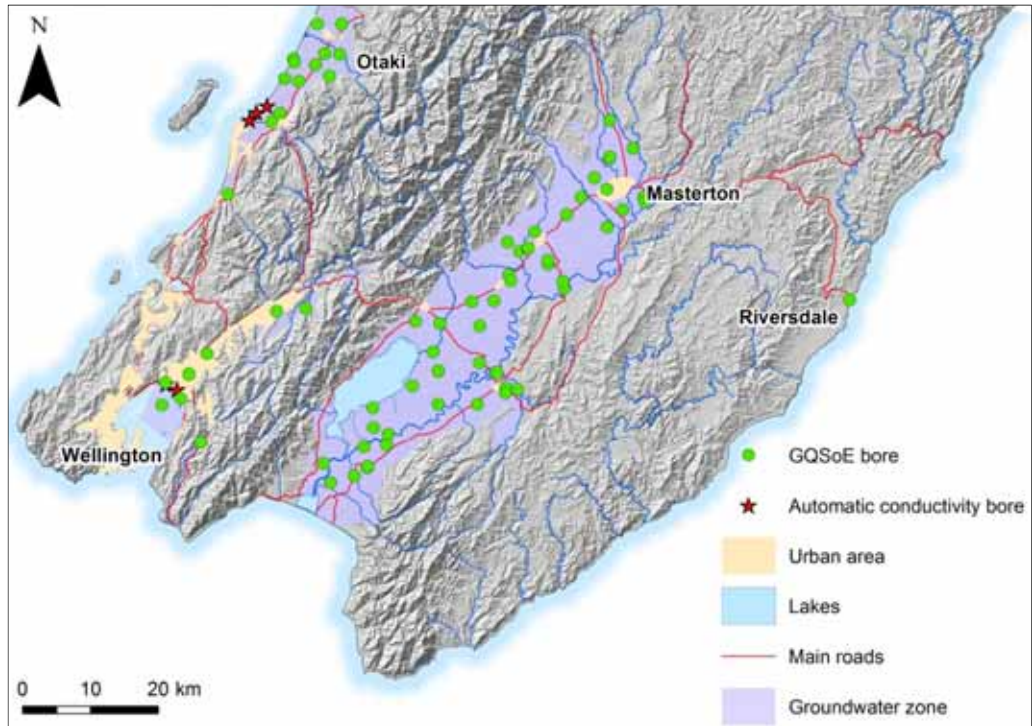 N
Otaki
Masterton
Riversdale
Wellington
GQSoE bore
Automatic conductivity bore
Urban area
Lakes
Main roads
Groundwater zone
0 10 20 km